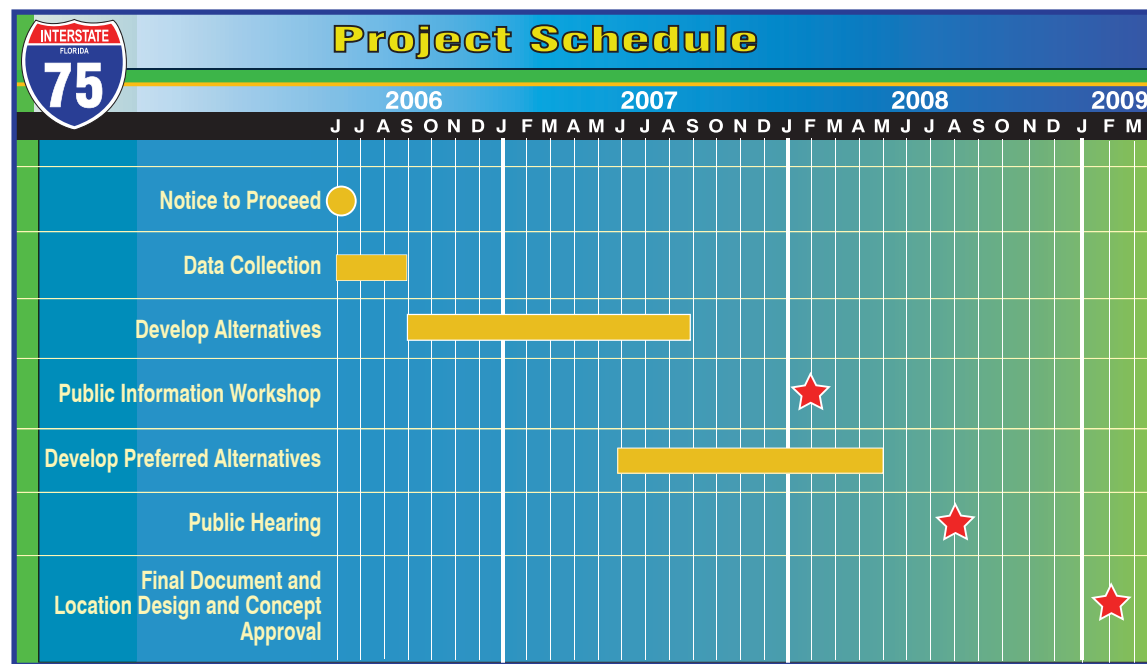 INTERSTATE
FLORIDA
75
Project Schedule
2006 2007 2008 2009
J J A S O N D J F M A M J J A S O N D J F M A M J J A S O N D J F M
Notice to Proceed
Data Collection
Develop Alternatives
Public Information Workshop
Develop Preferred Alternatives
Public Hearing
Final Document and
Location Design and Concept
Approval